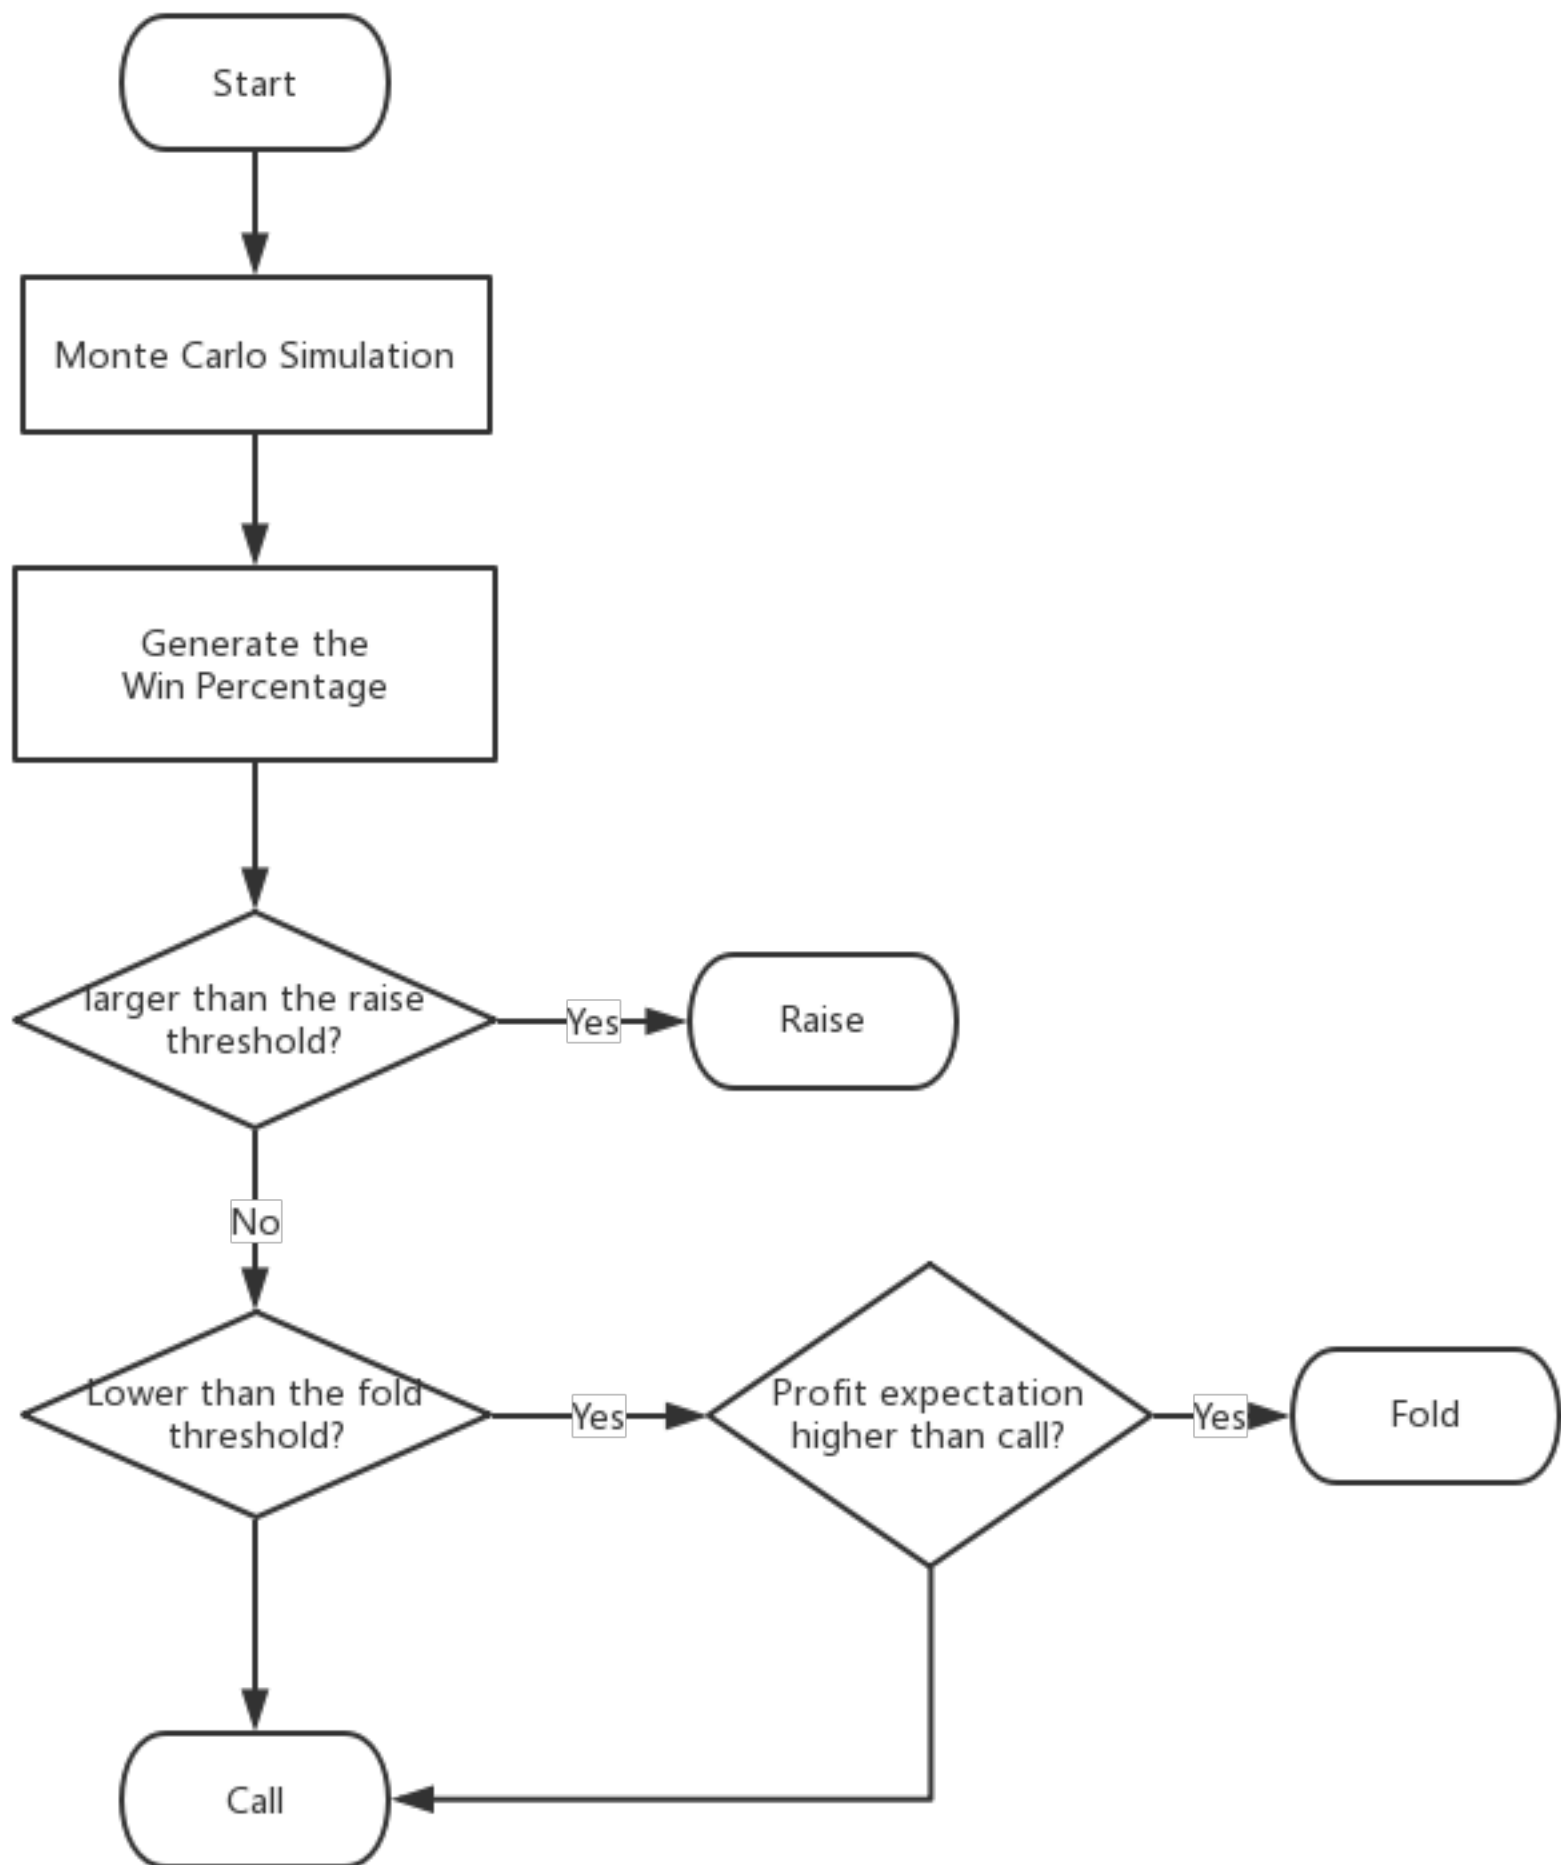 Start
Monte Carlo Simulation
Generate the
Win Percentage
larger than the raise
threshold?
Yes
Raise
No
Lower than the fold
threshold?
Yes
Profit expectation
higher than call?
Yes
Fold
Call